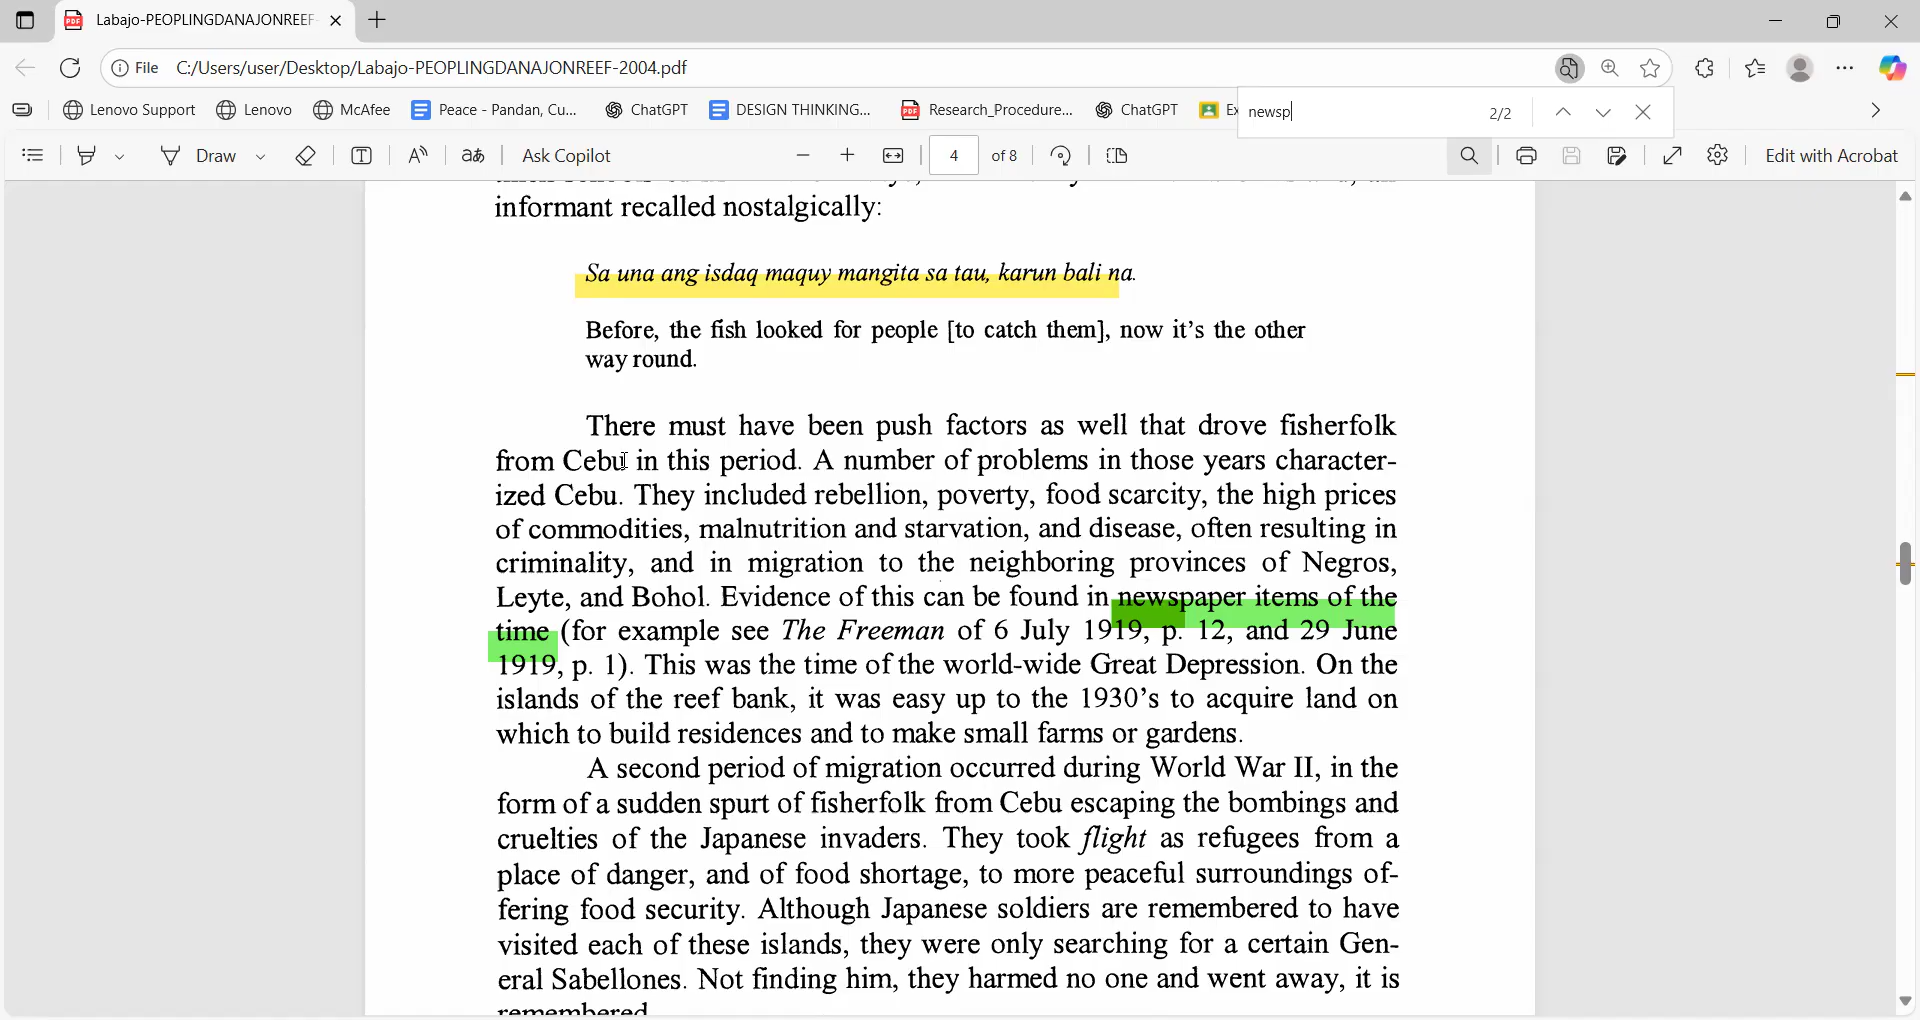 Labajo-PEOPLINGDANAJONREEF-
File C:/Users/user/Desktop/Labajo-PEOPLINGDANAJONREEF-2004.pdf
Lenovo Support Lenovo McAfee Peace - Pandan, Cu... ChatGPT DESIGN THINKING... Research_Procedure... ChatGPT Ex
newsp 2/2
Draw Ask Copilot 4 of 8 Edit with Acrobat
informant recalled nostalgically:
Sa una ang isdaq maquy mangita sa tau, karun bali na.
Before, the fish looked for people [to catch them], now it's the other
way round.
There must have been push factors as well that drove fisherfolk
from Cebu in this period. A number of problems in those years character-
ized Cebu. They included rebellion, poverty, food scarcity, the high prices
of commodities, malnutrition and starvation, and disease, often resulting in
criminality, and in migration to the neighboring provinces of Negros,
Leyte, and Bohol. Evidence of this can be found in newspaper items of the
time (for example see The Freeman of 6 July 1919, p. 12, and 29 June
1919, p. 1). This was the time of the world-wide Great Depression. On the
islands of the reef bank, it was easy up to the 1930's to acquire land on
which to build residences and to make small farms or gardens.
A second period of migration occurred during World War II, in the
form of a sudden spurt of fisherfolk from Cebu escaping the bombings and
cruelties of the Japanese invaders. They took flight as refugees from a
place of danger, and of food shortage, to more peaceful surroundings of-
fering food security. Although Japanese soldiers are remembered to have
visited each of these islands, they were only searching for a certain Gen-
eral Sabellones. Not finding him, they harmed no one and went away, it is
remembered.